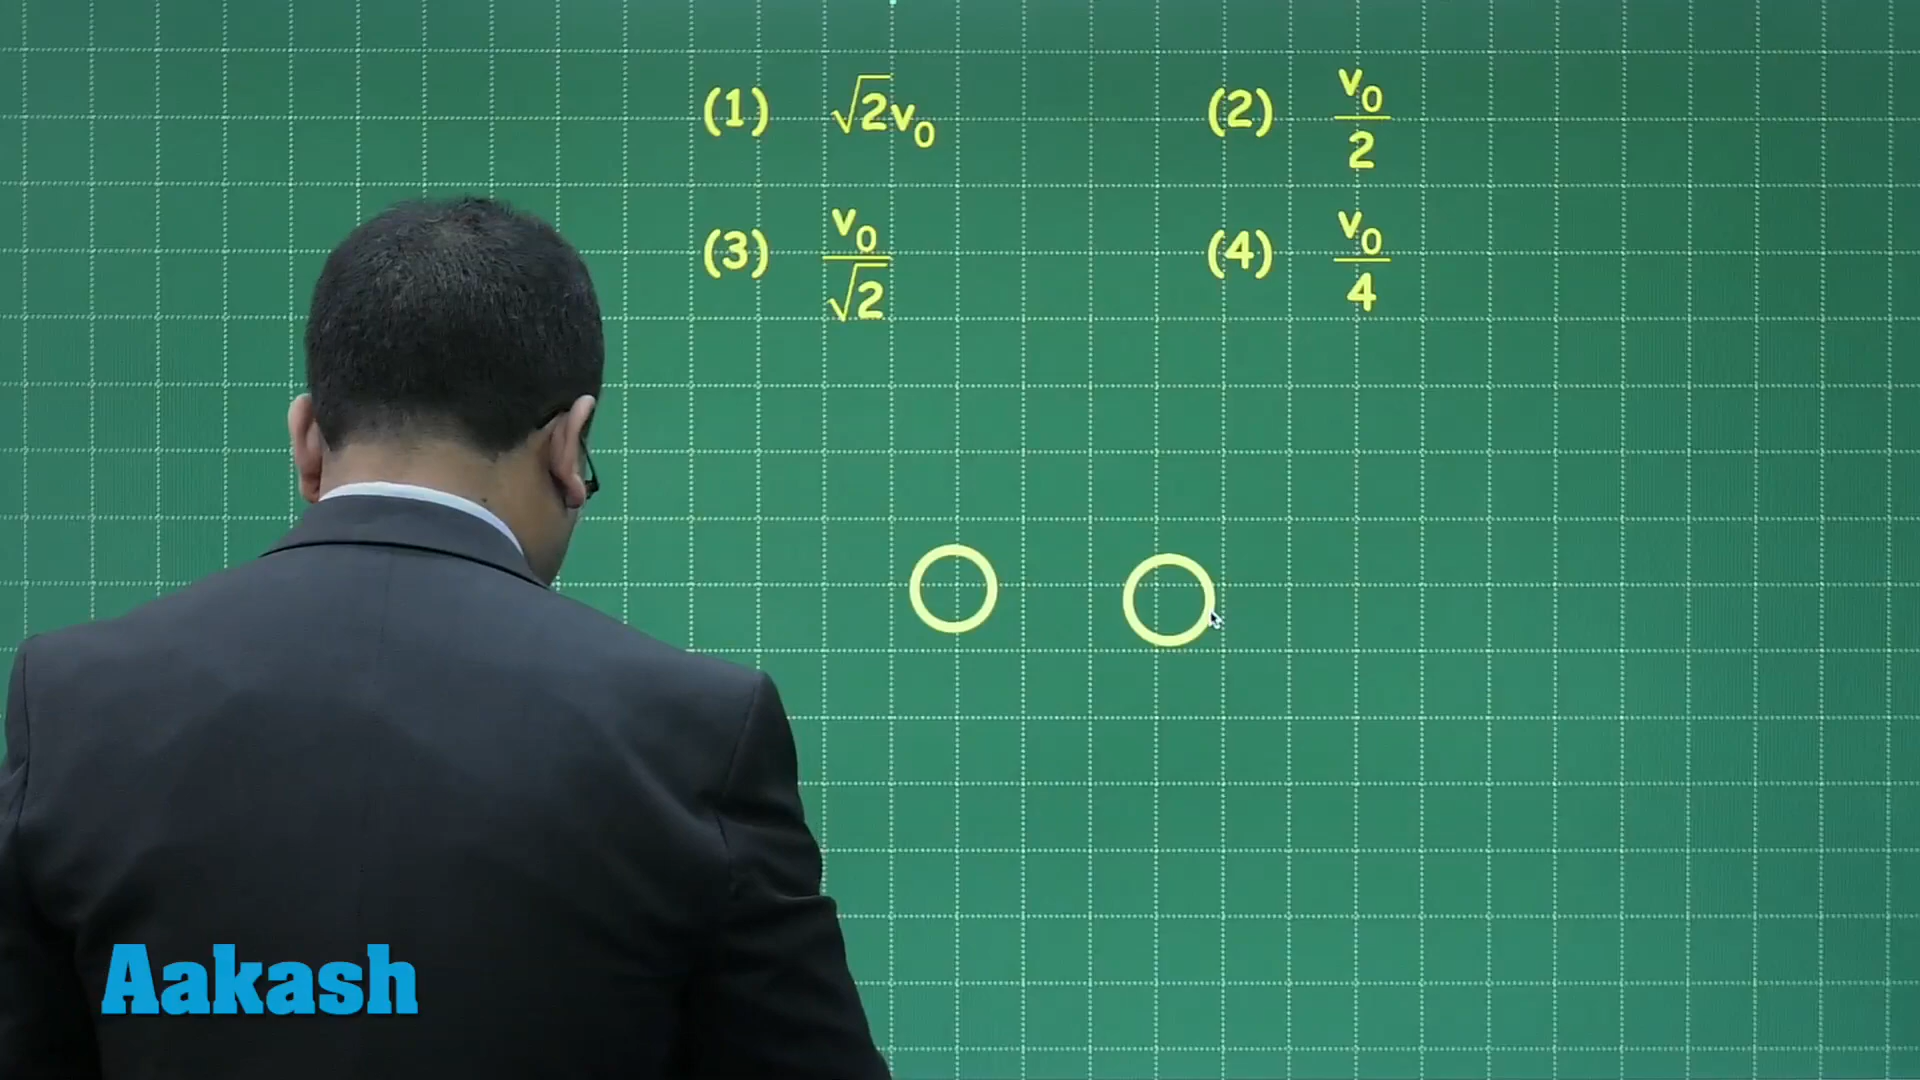 (1) √2v₀ (2) v₀/2
(3) v₀/√2 (4) v₀/4
Aakash